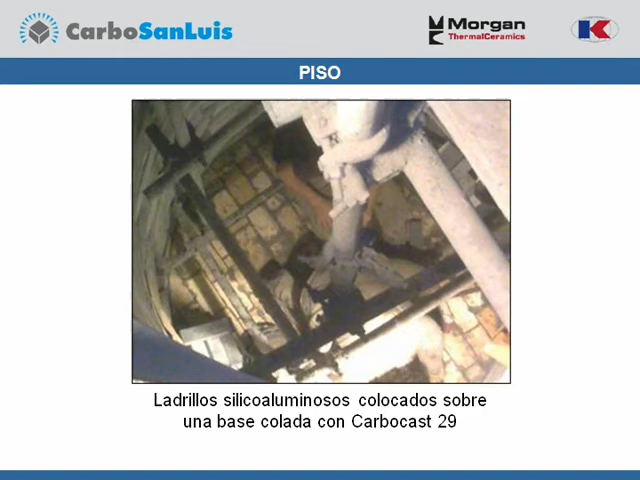 CarboSanLuis
Morgan
ThermalCeramics
K
PISO
Ladrillos silicoaluminosos colocados sobre
una base colada con Carbocast 29